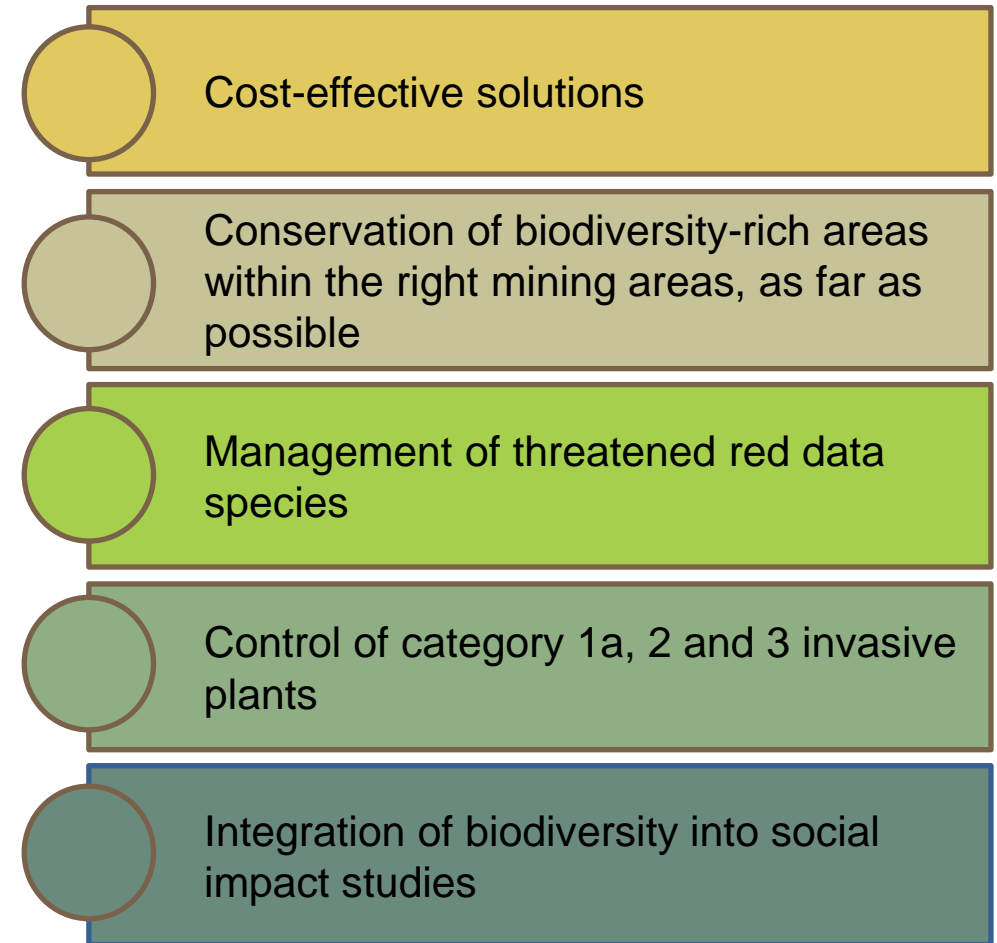 Cost-effective solutions
Conservation of biodiversity-rich areas
within the right mining areas, as far as
possible
Management of threatened red data
species
Control of category 1a, 2 and 3 invasive
plants
Integration of biodiversity into social
impact studies